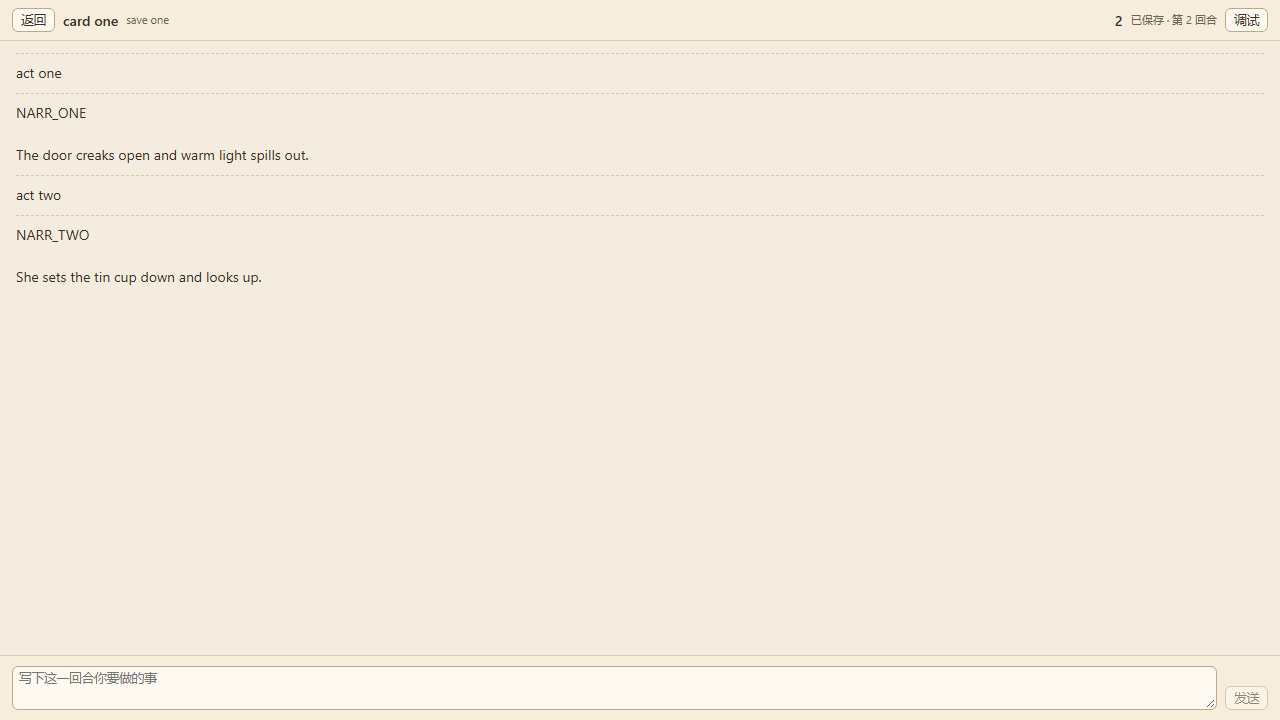 返回 card one save one 2 已保存 · 第 2 回合 调试
act one
NARR_ONE
The door creaks open and warm light spills out.
act two
NARR_TWO
She sets the tin cup down and looks up.
写下这一回合你要做的事
发送